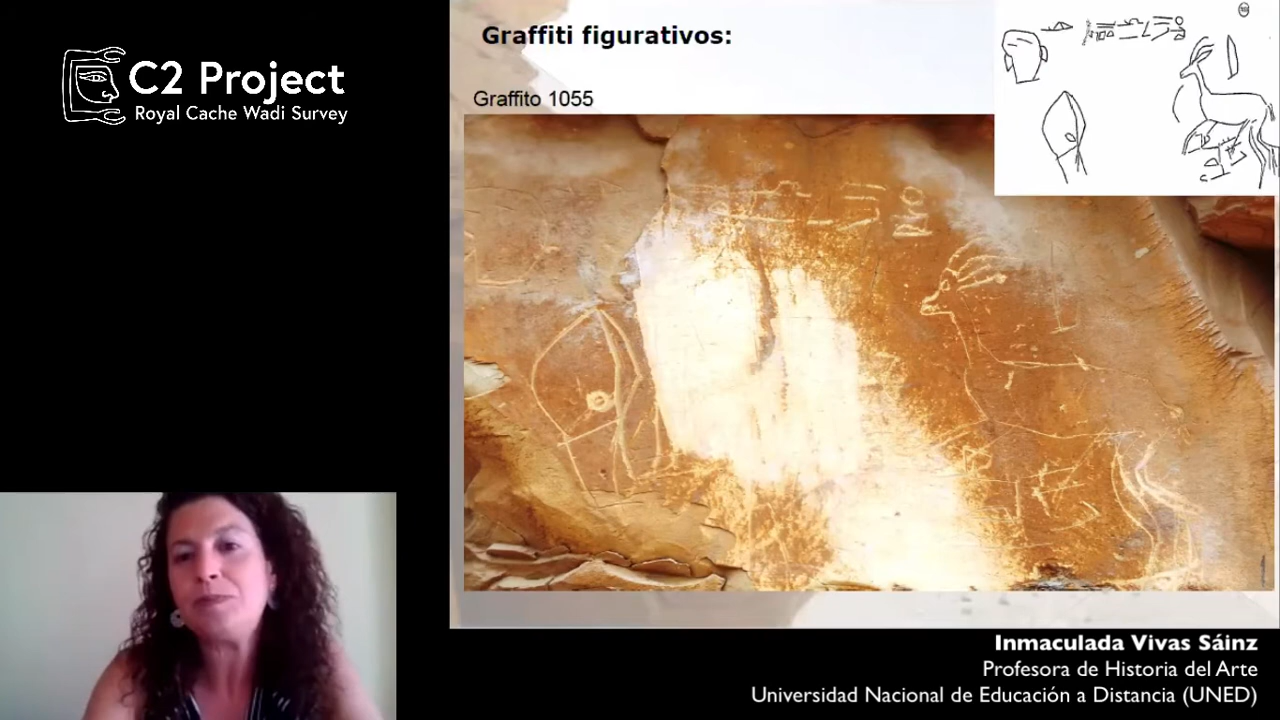 C2 Project
Royal Cache Wadi Survey
Graffiti figurativos:
Graffito 1055
Inmaculada Vivas Sáinz
Profesora de Historia del Arte
Universidad Nacional de Educación a Distancia (UNED)